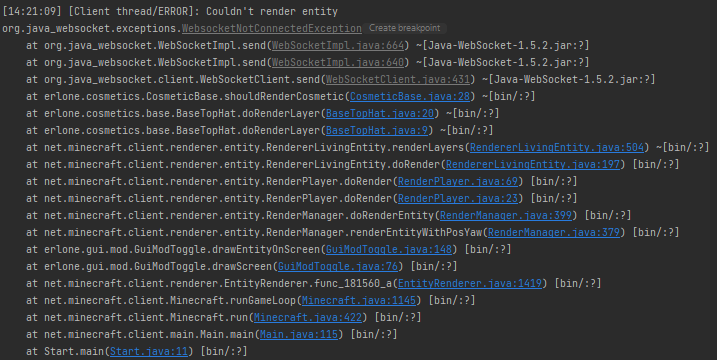 [14:21:09] [Client thread/ERROR]: Couldn't render entity
org.java_websocket.exceptions.WebsocketNotConnectedException Create breakpoint
at org.java_websocket.WebSocketImpl.send(WebSocketImpl.java:664) ~[Java-WebSocket-1.5.2.jar:?]
at org.java_websocket.WebSocketImpl.send(WebSocketImpl.java:640) ~[Java-WebSocket-1.5.2.jar:?]
at org.java_websocket.client.WebSocketClient.send(WebSocketClient.java:431) ~[Java-WebSocket-1.5.2.jar:?]
at erlone.cosmetics.CosmeticBase.shouldRenderCosmetic(CosmeticBase.java:28) ~[bin/:?]
at erlone.cosmetics.base.BaseTopHat.doRenderLayer(BaseTopHat.java:20) ~[bin/:?]
at erlone.cosmetics.base.BaseTopHat.doRenderLayer(BaseTopHat.java:9) ~[bin/:?]
at net.minecraft.client.renderer.entity.RendererLivingEntity.renderLayers(RendererLivingEntity.java:504) ~[bin/:?]
at net.minecraft.client.renderer.entity.RendererLivingEntity.doRender(RendererLivingEntity.java:197) [bin/:?]
at net.minecraft.client.renderer.entity.RenderPlayer.doRender(RenderPlayer.java:69) [bin/:?]
at net.minecraft.client.renderer.entity.RenderPlayer.doRender(RenderPlayer.java:23) [bin/:?]
at net.minecraft.client.renderer.entity.RenderManager.doRenderEntity(RenderManager.java:399) [bin/:?]
at net.minecraft.client.renderer.entity.RenderManager.renderEntityWithPosYaw(RenderManager.java:379) [bin/:?]
at erlone.gui.mod.GuiModToggle.drawEntityOnScreen(GuiModToggle.java:148) [bin/:?]
at erlone.gui.mod.GuiModToggle.drawScreen(GuiModToggle.java:76) [bin/:?]
at net.minecraft.client.renderer.EntityRenderer.func_181560_a(EntityRenderer.java:1419) [bin/:?]
at net.minecraft.client.Minecraft.runGameLoop(Minecraft.java:1145) [bin/:?]
at net.minecraft.client.Minecraft.run(Minecraft.java:422) [bin/:?]
at net.minecraft.client.main.Main.main(Main.java:115) [bin/:?]
at Start.main(Start.java:11) [bin/:?]